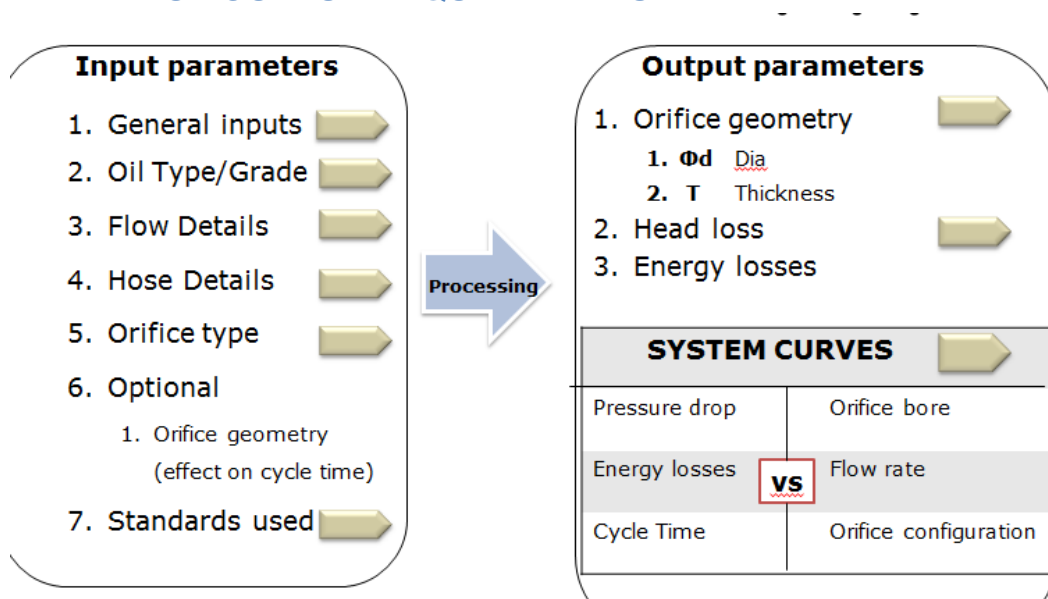 Input parameters
1. General inputs
2. Oil Type/Grade
3. Flow Details
4. Hose Details
5. Orifice type
6. Optional
1. Orifice geometry
(effect on cycle time)
7. Standards used
Processing
Output parameters
1. Orifice geometry
1. Φd Dia
2. T Thickness
2. Head loss
3. Energy losses
SYSTEM CURVES
Pressure drop Orifice bore
Energy losses vs Flow rate
Cycle Time Orifice configuration